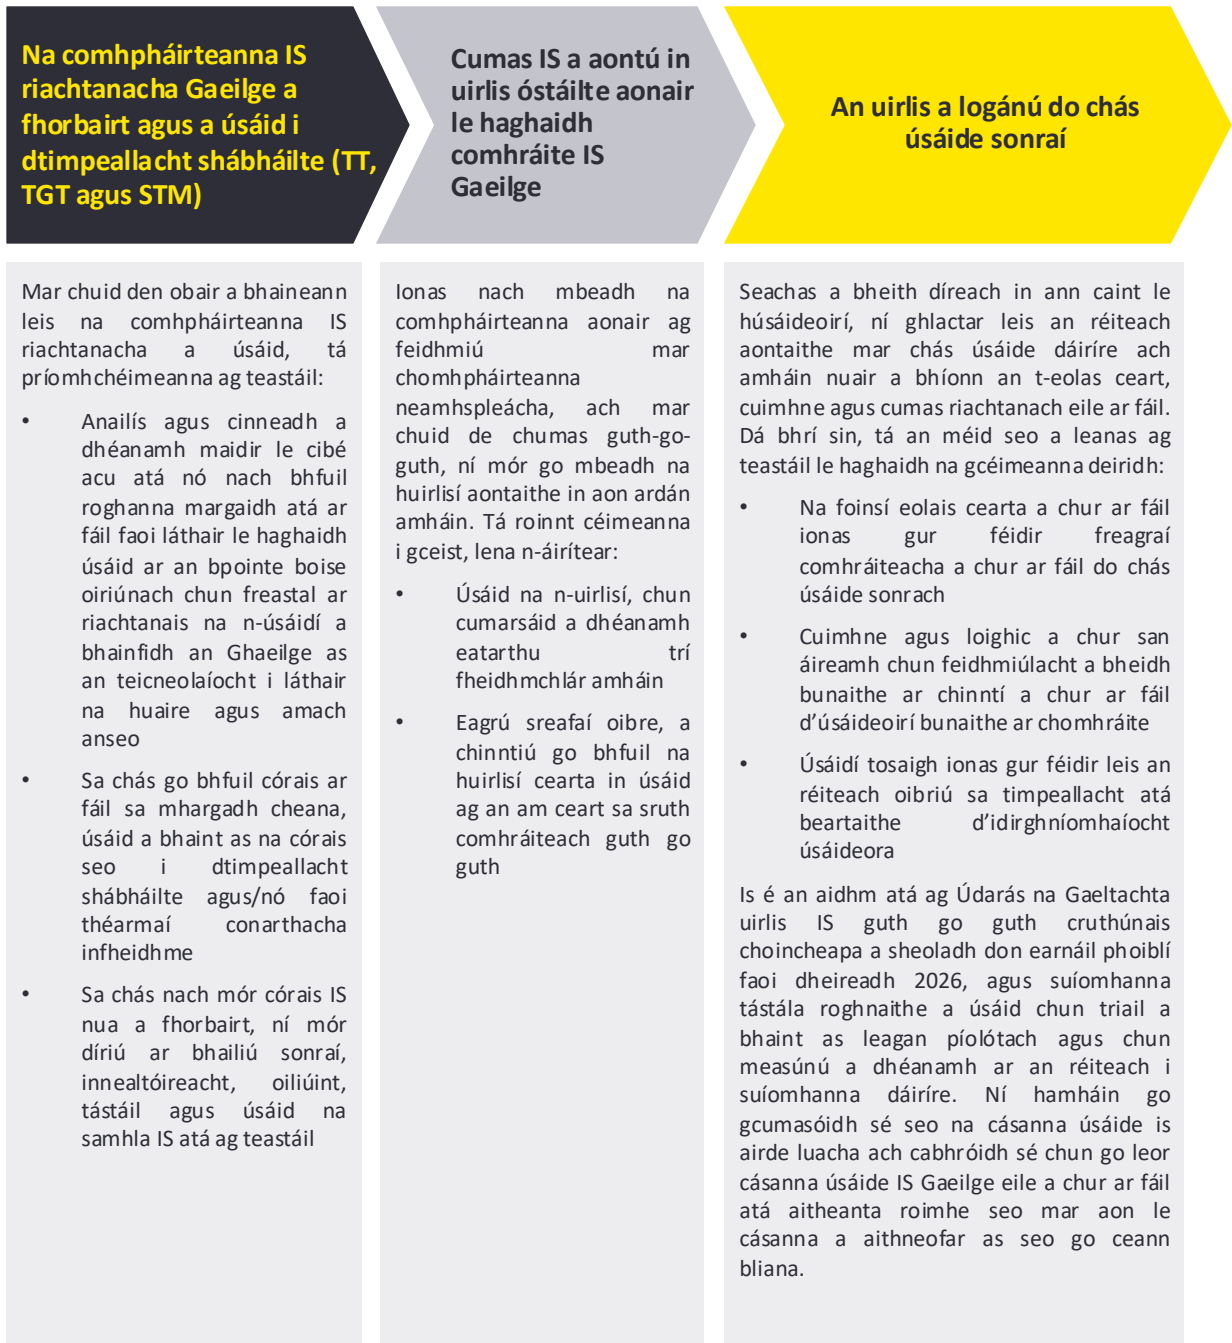 Na comhpháirteanna IS
riachtanacha Gaeilge a
fhorbairt agus a úsáid i
dtimpeallacht shábháilte (TT,
TGT agus STM)
Cumas IS a aontú in
uirlis óstáilte aonair
le haghaidh
comhráite IS
Gaeilge
An uirlis a logánú do chás
úsáide sonraí
Mar chuid den obair a bhaineann
leis na comhpháirteanna IS
riachtanacha a úsáid, tá
príomhchéimeanna ag teastáil:
• Anailís agus cinneadh a
dhéanamh maidir le cibé
acu atá nó nach bhfuil
roghanna margaidh atá ar
fáil faoi láthair le haghaidh
úsáid ar an bpointe boise
oiriúnach chun freastal ar
riachtanais na n-úsáidí a
bhainfidh an Ghaeilge as
an teicneolaíocht i láthair
na huaire agus amach
anseo
• Sa chás go bhfuil córais ar
fáil sa mhargadh cheana,
úsáid a bhaint as na córais
seo i dtimpeallacht
shábháilte agus/nó faoi
théarmaí conarthacha
infheidhme
• Sa chás nach mór córais IS
nua a fhorbairt, ní mór
díriú ar bhailiú sonraí,
innealtóireacht, oiliúint,
tástáil agus úsáid na
samhla IS atá ag teastáil
Ionas nach mbeadh na
comhpháirteanna aonair ag
feidhmiú mar
chomhpháirteanna
neamhspleácha, ach mar
chuid de chumas guth-go-
guth, ní mór go mbeadh na
huirlisí aontaithe in aon ardán
amháin. Tá roinnt céimeanna
i gceist, lena n-áirítear:
• Úsáid na n-uirlisí, chun
cumarsáid a dhéanamh
eatarthu trí
fheidhmchlár amháin
• Eagrú sreafaí oibre, a
chinntiú go bhfuil na
huirlisí cearta in úsáid
ag an am ceart sa sruth
comhráiteach guth go
guth
Seachas a bheith díreach in ann caint le
húsáideoirí, ní ghlactar leis an réiteach
aontaithe mar chás úsáide dáiríre ach
amháin nuair a bhíonn an t-eolas ceart,
cuimhne agus cumas riachtanach eile ar fáil.
Dá bhrí sin, tá an méid seo a leanas ag
teastáil le haghaidh na gcéimeanna deiridh:
• Na foinsí eolais cearta a chur ar fáil
ionas gur féidir freagraí
comhráiteacha a chur ar fáil do chás
úsáide sonrach
• Cuimhne agus loighic a chur san
áireamh chun feidhmiúlacht a bheidh
bunaithe ar chinntí a chur ar fáil
d’úsáideoirí bunaithe ar chomhráite
• Úsáidí tosaigh ionas gur féidir leis an
réiteach oibriú sa timpeallacht atá
beartaithe d’idirghníomhaíocht
úsáideora
Is é an aidhm atá ag Údarás na Gaeltachta
uirlis IS guth go guth cruthúnais
choincheapa a sheoladh don earnáil phoiblí
faoi dheireadh 2026, agus suíomhanna
tástála roghnaithe a úsáid chun triail a
bhaint as leagan píolótach agus chun
measúnú a dhéanamh ar an réiteach i
suíomhanna dáiríre. Ní hamháin go
gcumasóidh sé seo na cásanna úsáide is
airde luacha ach cabhróidh sé chun go leor
cásanna úsáide IS Gaeilge eile a chur ar fáil
atá aitheanta roimhe seo mar aon le
cásanna a aithneofar as seo go ceann
bliana.